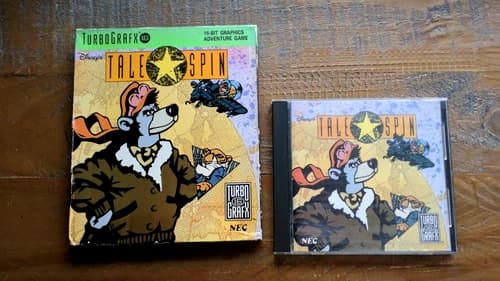 TURBOGRAFX 16
16-BIT GRAPHICS
ADVENTURE GAME
Disney's
TALE SPIN
TURBO
GRAFX
NEC
Disney's
TALE SPIN
TURBO
GRAFX
NEC